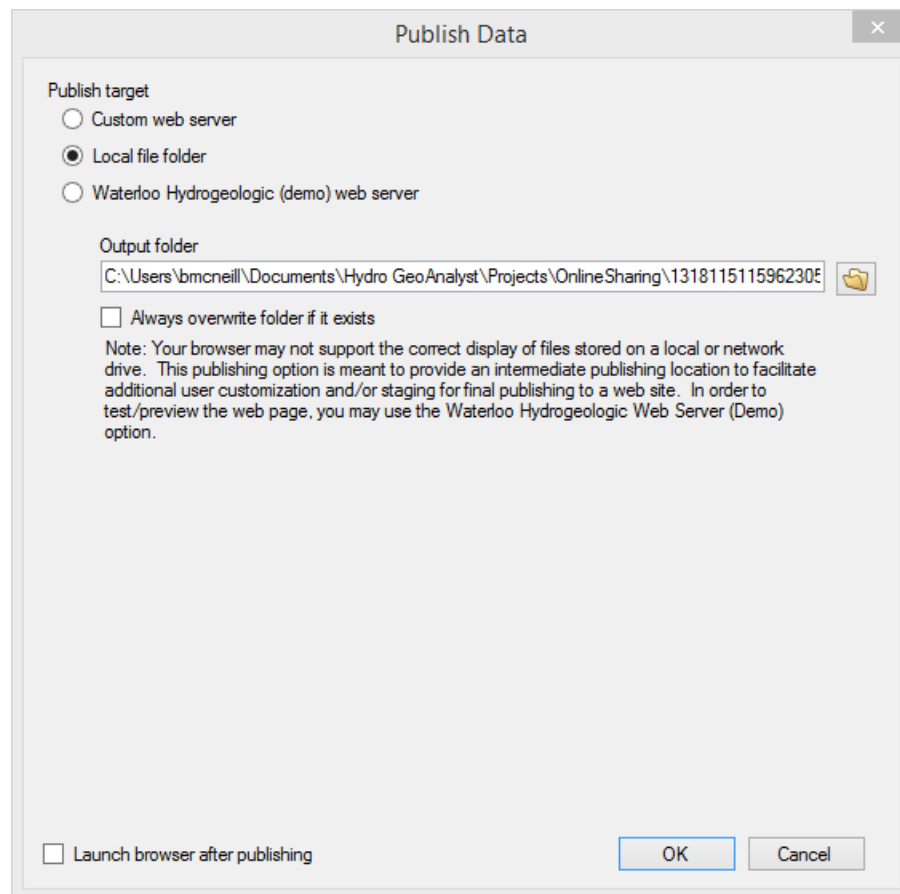 Publish Data
Publish target
Custom web server
Local file folder
Waterloo Hydrogeologic (demo) web server
Output folder
C:\Users\bmcneill\Documents\Hydro GeoAnalyst\Projects\OnlineSharing\1318115115962305
Always overwrite folder if it exists
Note: Your browser may not support the correct display of files stored on a local or network
drive.  This publishing option is meant to provide an intermediate publishing location to facilitate
additional user customization and/or staging for final publishing to a web site.  In order to
test/preview the web page, you may use the Waterloo Hydrogeologic Web Server (Demo)
option.
Launch browser after publishing
OK
Cancel